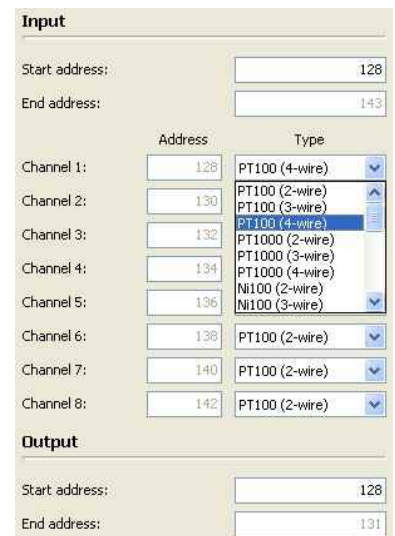 Input
Start address: 128
End address: 143
Address Type
Channel 1: 128 PT100 (4-wire)
Channel 2: 130 PT100 (2-wire)
PT100 (3-wire)
Channel 3: 132 PT100 (4-wire)
PT1000 (2-wire)
PT1000 (3-wire)
Channel 4: 134 PT1000 (4-wire)
Ni100 (2-wire)
Channel 5: 136 Ni100 (3-wire)
Channel 6: 138 PT100 (2-wire)
Channel 7: 140 PT100 (2-wire)
Channel 8: 142 PT100 (2-wire)
Output
Start address: 128
End address: 131